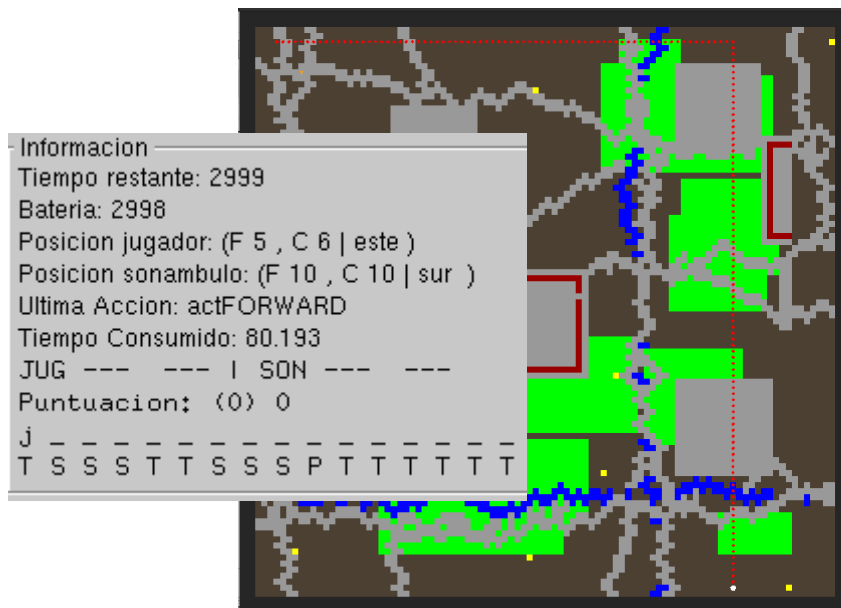 Informacion
Tiempo restante: 2999
Bateria: 2998
Posicion jugador: (F 5 , C 6 | este )
Posicion sonambulo: (F 10 , C 10 | sur )
Ultima Accion: actFORWARD
Tiempo Consumido: 80.193
JUG --- --- | SON --- ---
Puntuacion: (0) 0
j _ _ _ _ _ _ _ _ _ _ _ _ _ _ _
T S S S T T S S S P T T T T T T